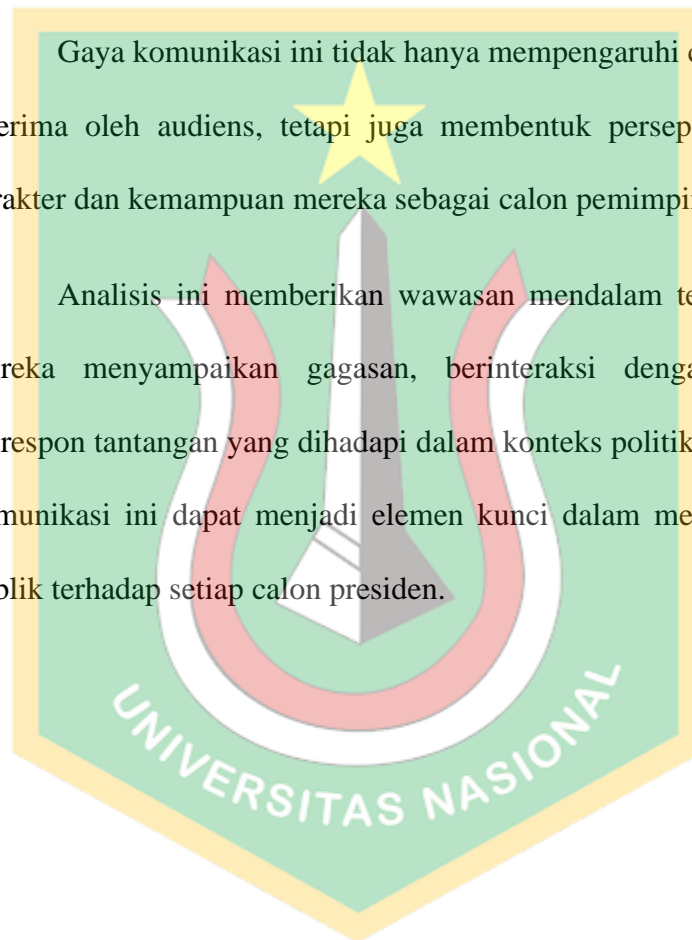 Gaya komunikasi ini tidak hanya mempengaruhi
erima oleh audiens, tetapi juga membentuk persep
rakter dan kemampuan mereka sebagai calon pemimpin
Analisis ini memberikan wawasan mendalam te
reka menyampaikan gagasan, berinteraksi denga
respon tantangan yang dihadapi dalam konteks politik
munikasi ini dapat menjadi elemen kunci dalam me
blik terhadap setiap calon presiden.
UNIVERSITAS NASIONAL